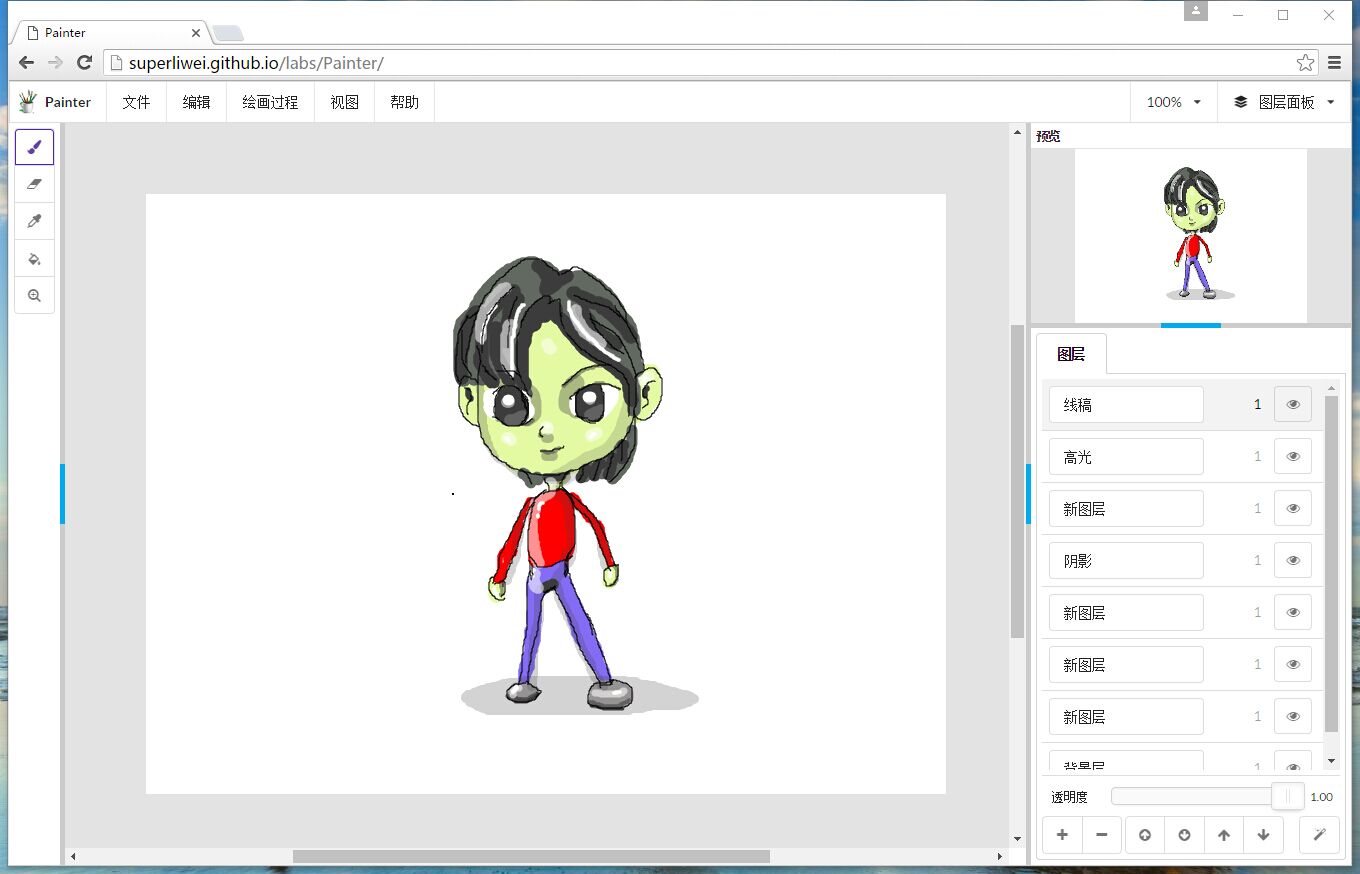 Painter
superliwei.github.io/labs/Painter/
Painter 文件 编辑 绘画过程 视图 帮助 100% 图层面板
预览
图层
线稿 1
高光 1
新图层 1
阴影 1
新图层 1
新图层 1
新图层 1
背景层 1
透明度 1.00